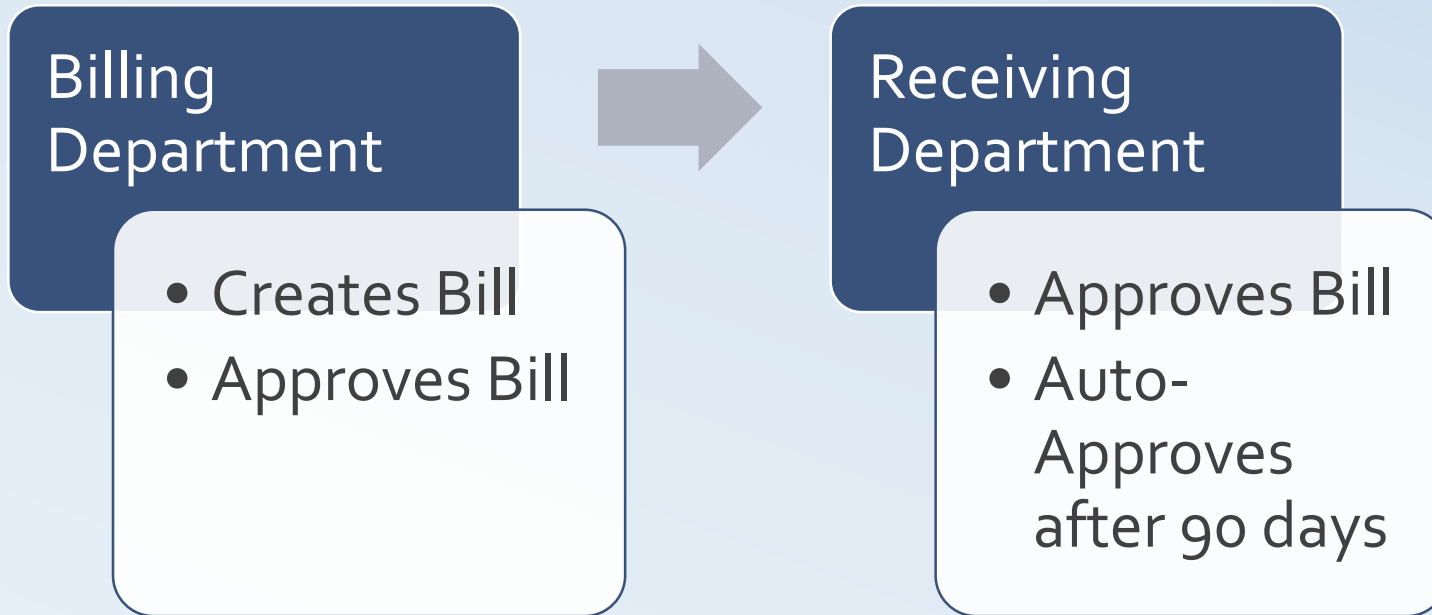 Billing
Department
• Creates Bill
• Approves Bill
Receiving
Department
• Approves Bill
• Auto-
Approves
after 90 days